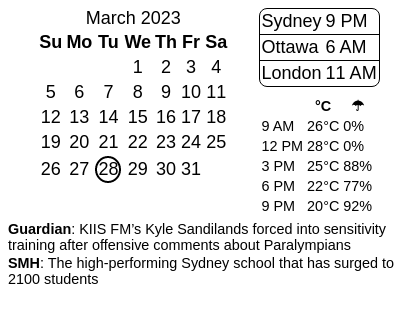 March 2023
Su Mo Tu We Th Fr Sa
1 2 3 4
5 6 7 8 9 10 11
12 13 14 15 16 17 18
19 20 21 22 23 24 25
26 27 28 29 30 31
Sydney 9 PM
Ottawa 6 AM
London 11 AM
°C ☂
9 AM 26°C 0%
12 PM 28°C 0%
3 PM 25°C 88%
6 PM 22°C 77%
9 PM 20°C 92%
Guardian: KIIS FM’s Kyle Sandilands forced into sensitivity
training after offensive comments about Paralympians
SMH: The high-performing Sydney school that has surged to
2100 students